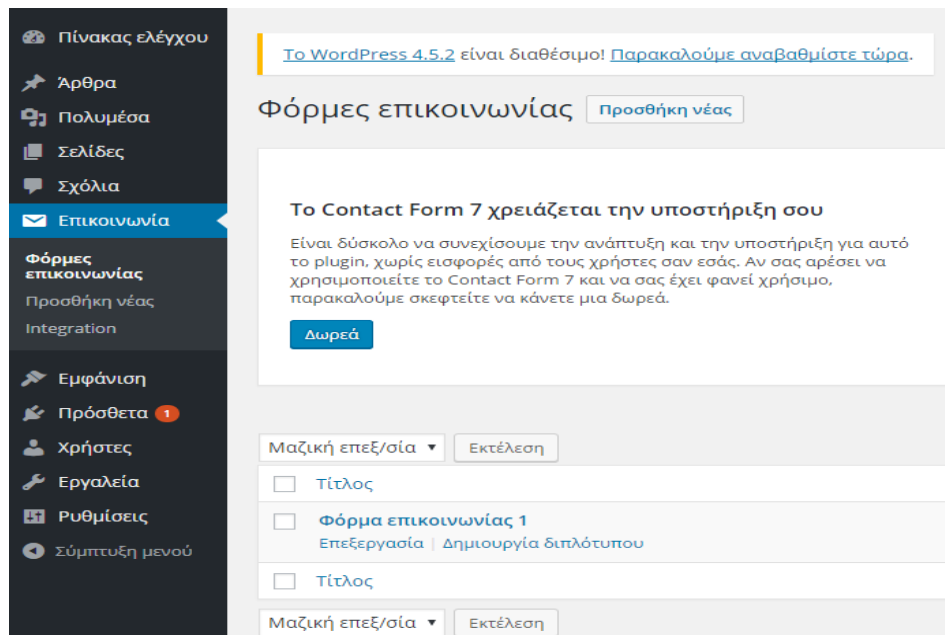 Πίνακας ελέγχου
Άρθρα
Πολυμέσα
Σελίδες
Σχόλια
Επικοινωνία
Φόρμες
επικοινωνίας
Προσθήκη νέας
Integration
Εμφάνιση
Πρόσθετα 1
Χρήστες
Εργαλεία
Ρυθμίσεις
Σύμπτυξη μενού
Το WordPress 4.5.2 είναι διαθέσιμο! Παρακαλούμε αναβαθμίστε τώρα.
Φόρμες επικοινωνίας Προσθήκη νέας
Το Contact Form 7 χρειάζεται την υποστήριξη σου
Είναι δύσκολο να συνεχίσουμε την ανάπτυξη και την υποστήριξη για αυτό
το plugin, χωρίς εισφορές από τους χρήστες σαν εσάς. Αν σας αρέσει να
χρησιμοποιείτε το Contact Form 7 και να σας έχει φανεί χρήσιμο,
παρακαλούμε σκεφτείτε να κάνετε μια δωρεά.
Δωρεά
Μαζική επεξ/σία Εκτέλεση
Τίτλος
Φόρμα επικοινωνίας 1
Επεξεργασία | Δημιουργία διπλότυπου
Τίτλος
Μαζική επεξ/σία Εκτέλεση